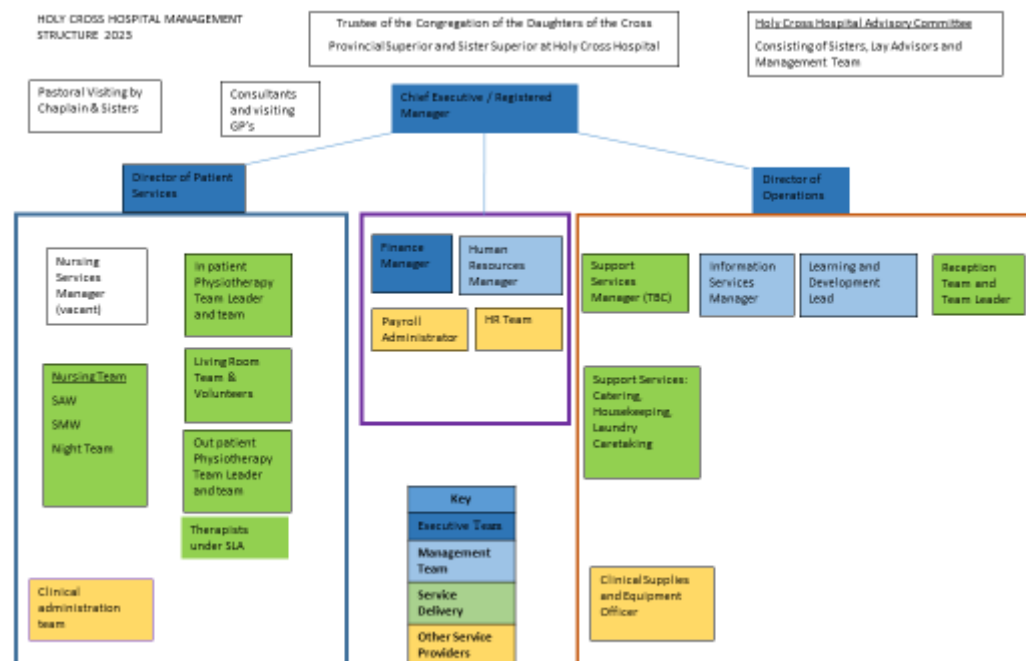 HOLY CROSS HOSPITAL MANAGEMENT
STRUCTURE 2025
Trustee of the Congregation of the Daughters of the Cross
Provincial Superior and Sister Superior at Holy Cross Hospital
Holy Cross Hospital Advisory Committee
Consisting of Sisters, Lay Advisors and
Management Team
Pastoral Visiting by
Chaplain & Sisters
Consultants
and visiting
GP's
Chief Executive / Registered
Manager
Director of Patient
Services
Director of
Operations
Nursing
Services
Manager
(vacant)
In patient
Physiotherapy
Team Leader
and team
Finance
Manager
Human
Resources
Manager
Support
Services
Manager (TBC)
Information
Services
Manager
Learning and
Development
Lead
Reception
Team and
Team Leader
Payroll
Administrator
HR Team
Nursing Team
SAW
SMW
Night Team
Living Room
Team &
Volunteers
Support Services:
Catering,
Housekeeping,
Laundry
Caretaking
Out patient
Physiotherapy
Team Leader
and team
Therapists
under SLA
Key
Executive Team
Management
Team
Service
Delivery
Other Service
Providers
Clinical
administration
team
Clinical Supplies
and Equipment
Officer